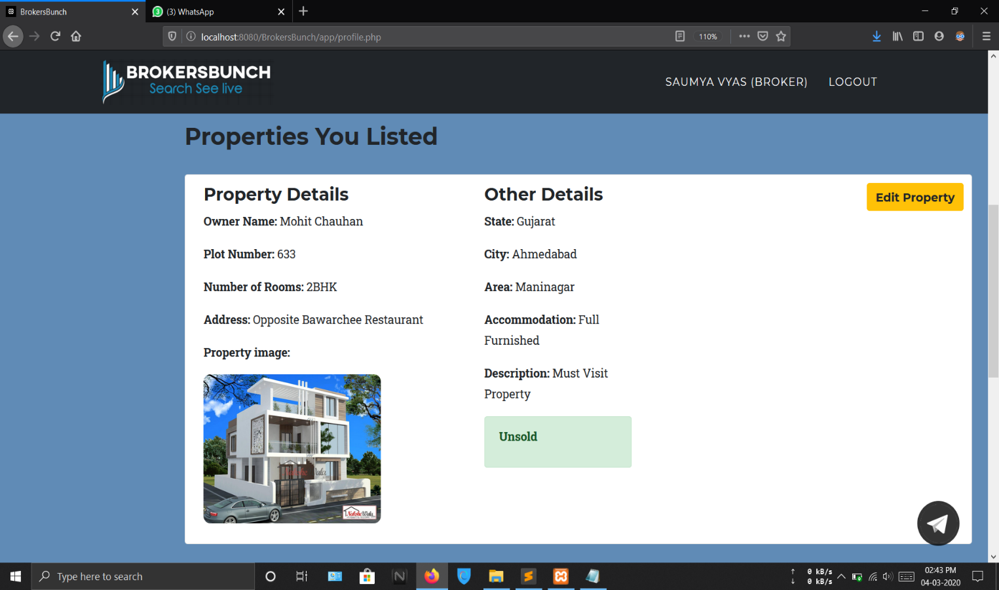 BrokersBunch
(3) WhatsApp
localhost:8080/BrokersBunch/app/profile.php
110%
BROKERSBUNCH
Search See live
SAUMYA VYAS (BROKER)
LOGOUT
Properties You Listed
Property Details
Owner Name: Mohit Chauhan
Plot Number: 633
Number of Rooms: 2BHK
Address: Opposite Bawarchee Restaurant
Property image:
Other Details
State: Gujarat
City: Ahmedabad
Area: Maninagar
Accommodation: Full
Furnished
Description: Must Visit
Property
Unsold
Edit Property
NaksheWala
Type here to search
0 kB/s
0 kB/s
02:43 PM
04-03-2020